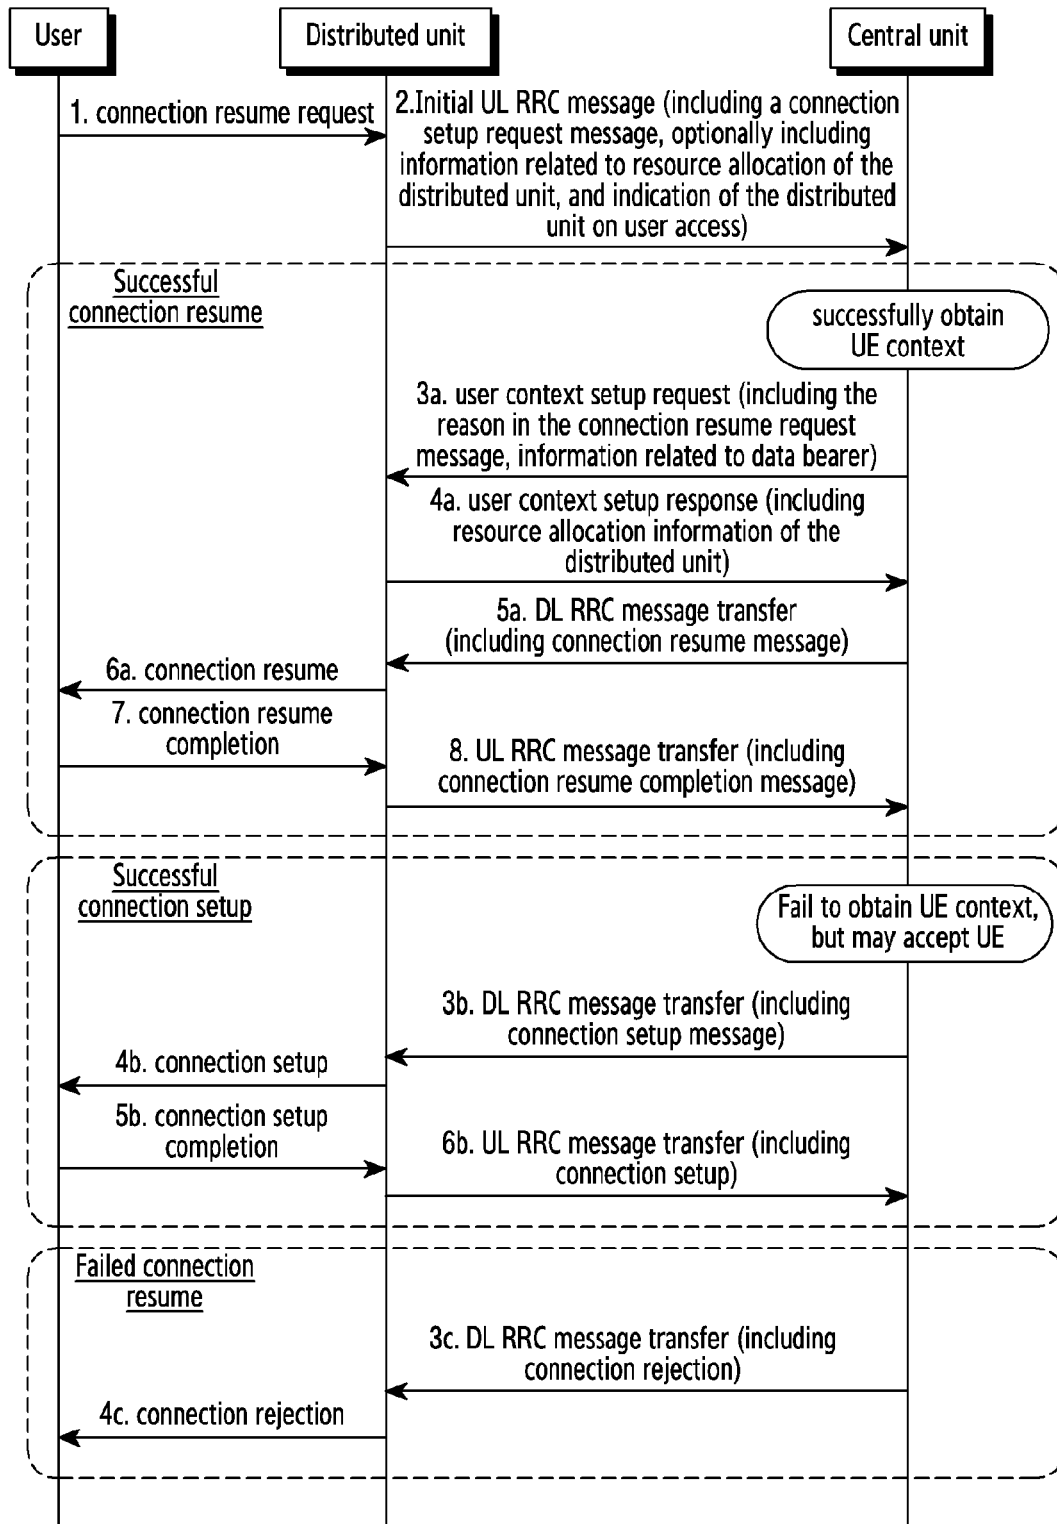 User
Distributed unit
Central unit
1. connection resume request
2.Initial UL RRC message (including a connection
setup request message, optionally including
information related to resource allocation of the
distributed unit, and indication of the distributed
unit on user access)
Successful
connection resume
successfully obtain
UE context
3a. user context setup request (including the
reason in the connection resume request
message, information related to data bearer)
4a. user context setup response (including
resource allocation information of the
distributed unit)
5a. DL RRC message transfer
(including connection resume message)
6a. connection resume
7. connection resume
completion
8. UL RRC message transfer (including
connection resume completion message)
Successful
connection setup
Fail to obtain UE context,
but may accept UE
3b. DL RRC message transfer (including
connection setup message)
4b. connection setup
5b. connection setup
completion
6b. UL RRC message transfer (including
connection setup)
Failed connection
resume
3c. DL RRC message transfer (including
connection rejection)
4c. connection rejection